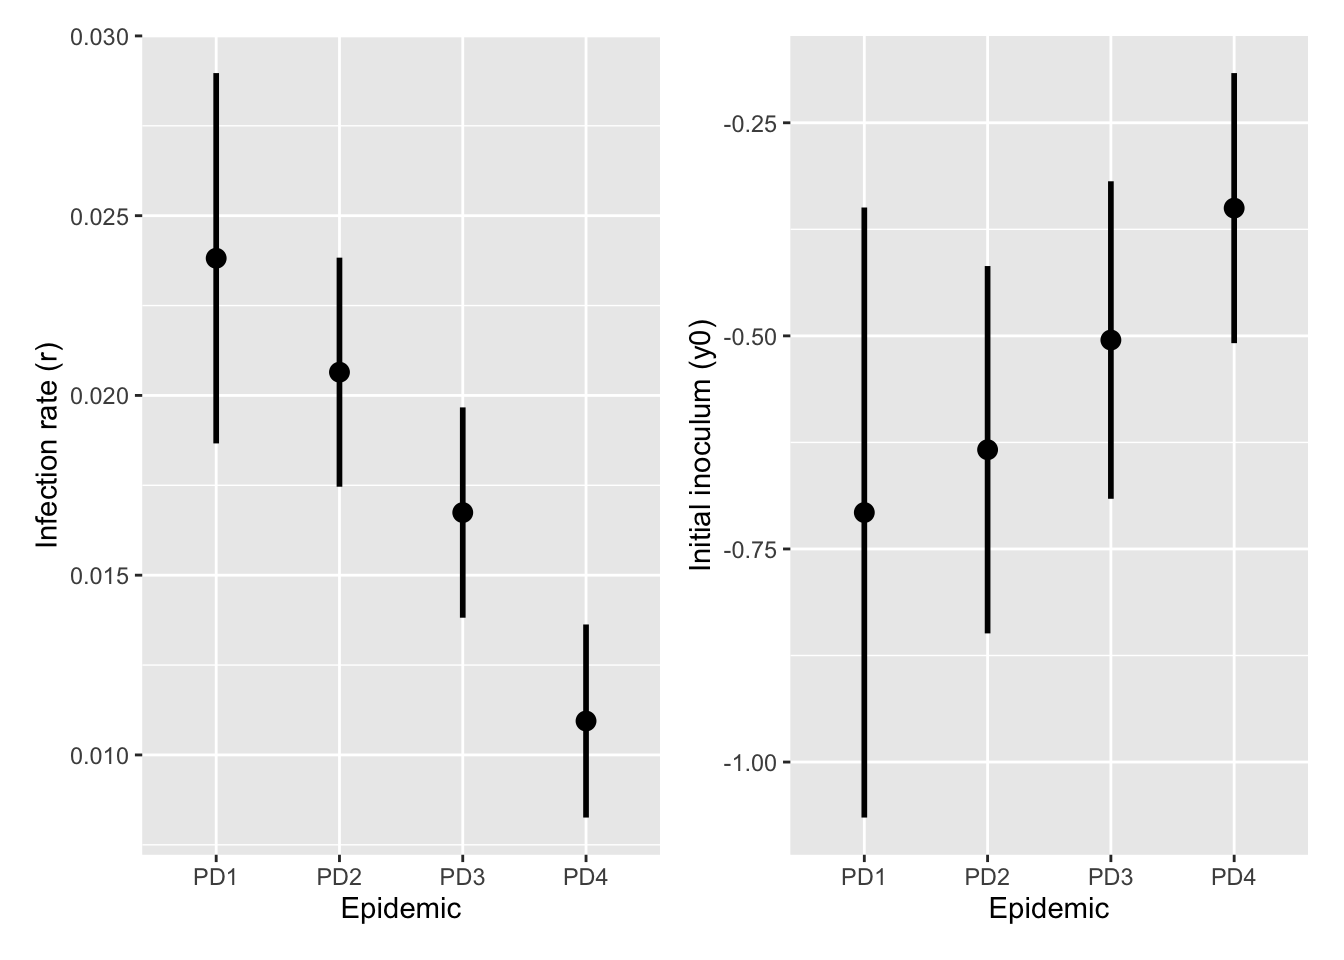 Infection rate (r)
0.030
0.025
0.020
0.015
0.010
PD1 PD2 PD3 PD4
Epidemic
Initial inoculum (y0)
-0.25
-0.50
-0.75
-1.00
PD1 PD2 PD3 PD4
Epidemic